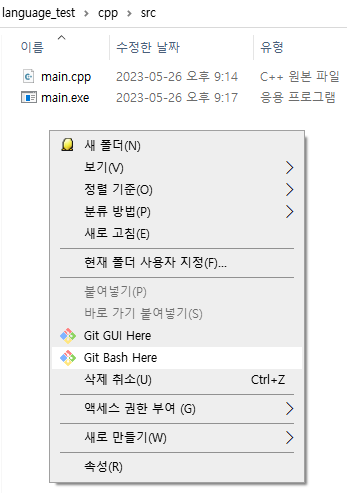 language_test > cpp > src
이름 수정한 날짜 유형
main.cpp 2023-05-26 오후 9:14 C++ 원본 파일
main.exe 2023-05-26 오후 9:17 응용 프로그램
새 폴더(N)
보기(V)
정렬 기준(O)
분류 방법(P)
새로 고침(E)
현재 폴더 사용자 지정(F)...
붙여넣기(P)
바로 가기 붙여넣기(S)
Git GUI Here
Git Bash Here
삭제 취소(U) Ctrl+Z
액세스 권한 부여 (G)
새로 만들기(W)
속성(R)